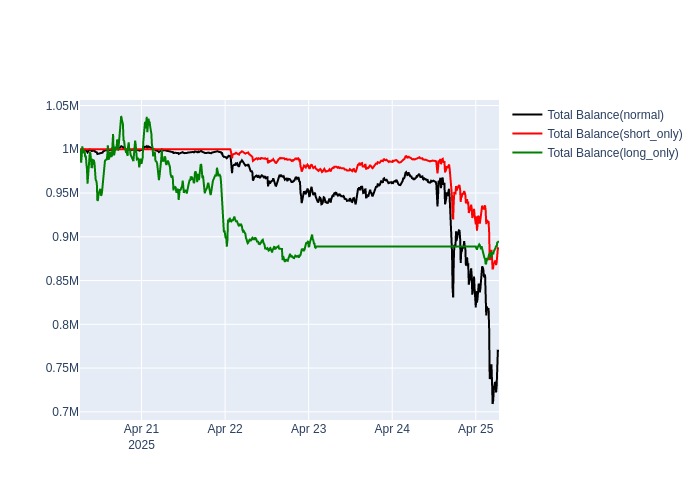 1.05M
1M
0.95M
0.9M
0.85M
0.8M
0.75M
0.7M
Apr 21
2025
Apr 22
Apr 23
Apr 24
Apr 25
Total Balance(normal)
Total Balance(short_only)
Total Balance(long_only)